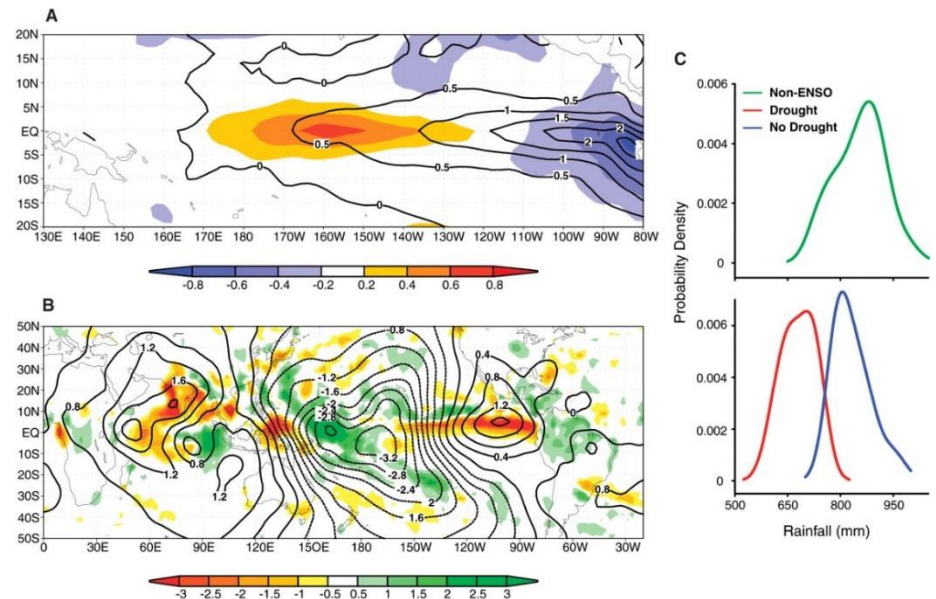 A
20N
15N
10N
5N
EQ
5S
10S
15S
20S
0
0
0.5
0.5
1
1.5
2
2
1
0.5
0.5
0
0
130E 140E 150 160E 170E 180 170W 160W 150W 140W 130W 120W 110W 100W 90W 80W
-0.8 -0.6 -0.4 -0.2 0.2 0.4 0.6 0.8
B
50N
40N
30N
20N
10N
EQ
10S
20S
30S
40S
50S
1.2
1.6
0.8
0.8
1.2
1.2
-0.8
-1.2
-1.6
-2
-2.4
-2.8
-3.2
-2.8
-2.4
2
1.6
0.4
0.8
1.2
0.4
0
0.8
0 30E 60E 90E 120E 150E 180 150W 120W 90W 60W 30W
-3 -2.5 -2 -1.5 -1 -0.5 0.5 1 1.5 2 2.5 3
C
0.006
0.004
0.002
0
Non-ENSO
Drought
No Drought
Probability Density
0.006
0.004
0.002
0
500 650 800 950
Rainfall (mm)